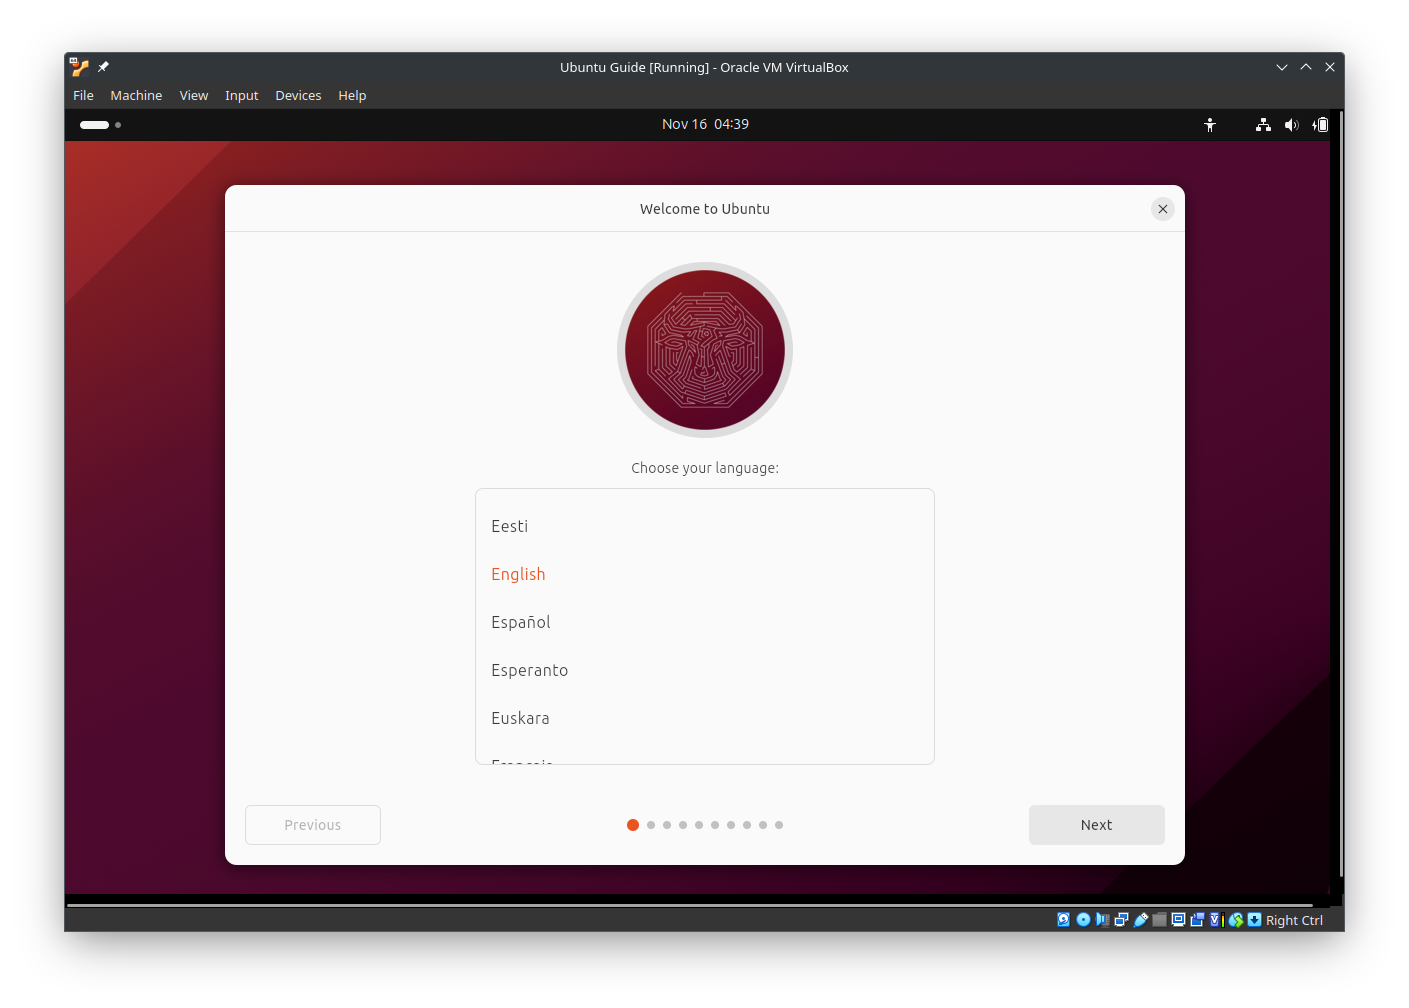 Ubuntu Guide [Running] - Oracle VM VirtualBox
File Machine View Input Devices Help
Nov 16 04:39
Welcome to Ubuntu
Choose your language:
Eesti
English
Español
Esperanto
Euskara
Previous
Next
Right Ctrl